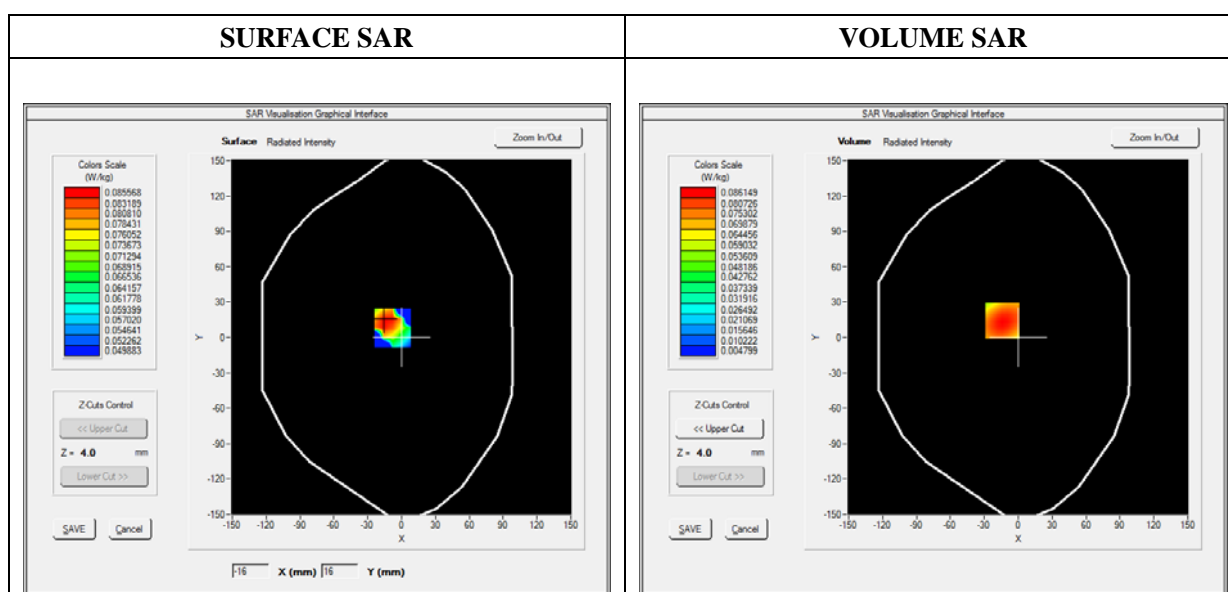 SURFACE SAR
VOLUME SAR
SAR Visualisation Graphical Interface
Surface Radiated Intensity
Zoom In/Out
Colors Scale
(W/kg)
0.085568
0.083189
0.080810
0.078431
0.076052
0.073673
0.071294
0.068915
0.066536
0.064157
0.061778
0.059399
0.057020
0.054641
0.052262
0.049883
Z-Cuts Control
<< Upper Cut
Z = 4.0 mm
Lower Cut >>
SAVE Cancel
150
120
90
60
30
0
-30
-60
-90
-120
-150
Y
-150 -120 -90 -60 -30 0 30 60 90 120 150
X
-16 X (mm) 16 Y (mm)
SAR Visualisation Graphical Interface
Volume Radiated Intensity
Zoom In/Out
Colors Scale
(W/kg)
0.086149
0.080726
0.075302
0.069879
0.064456
0.059032
0.053609
0.048186
0.042762
0.037339
0.031916
0.026492
0.021069
0.015646
0.010222
0.004799
Z-Cuts Control
<< Upper Cut
Z = 4.0 mm
Lower Cut >>
SAVE Cancel
150
120
90
60
30
0
-30
-60
-90
-120
-150
Y
-150 -120 -90 -60 -30 0 30 60 90 120 150
X